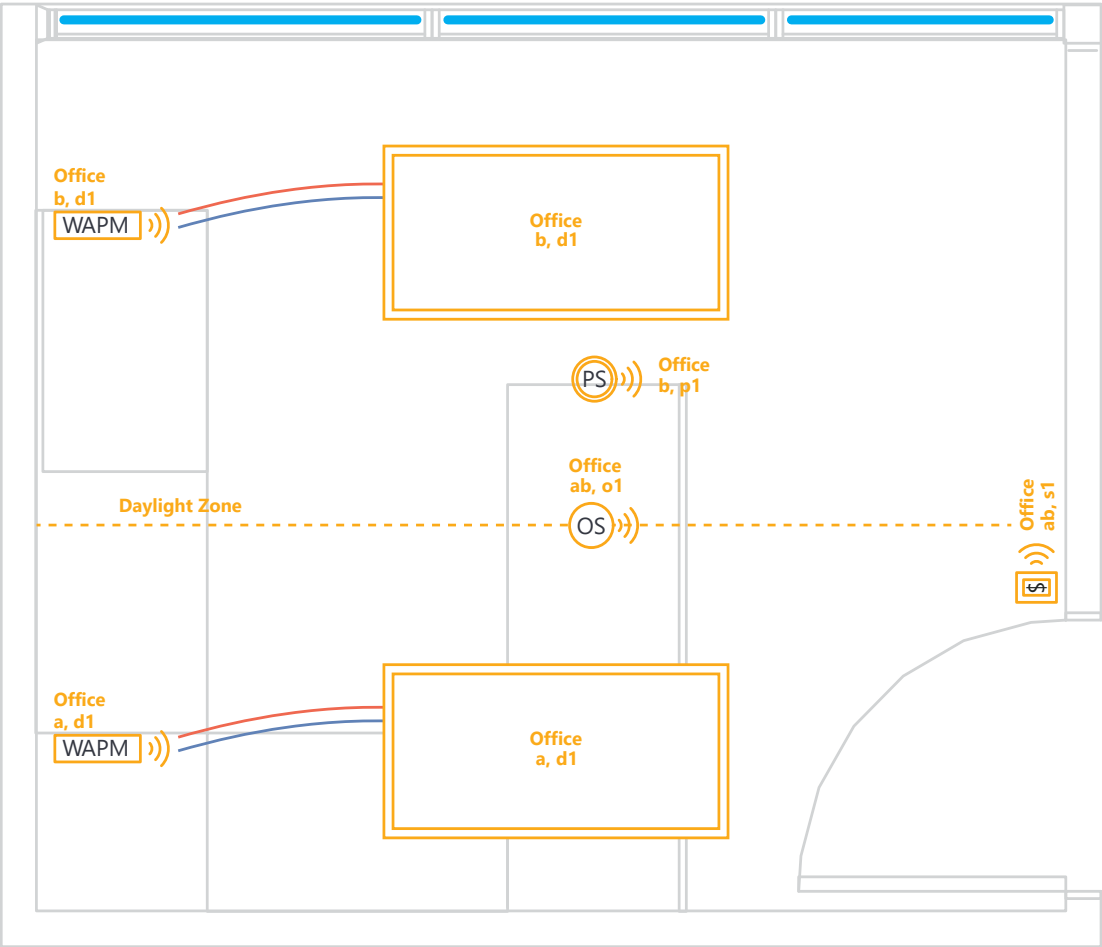 Office
b, d1
WAPM
Office
b, d1
PS
Office
b, p1
Office
ab, o1
Office
ab, s1
Daylight Zone
OS
$
Office
a, d1
WAPM
Office
a, d1